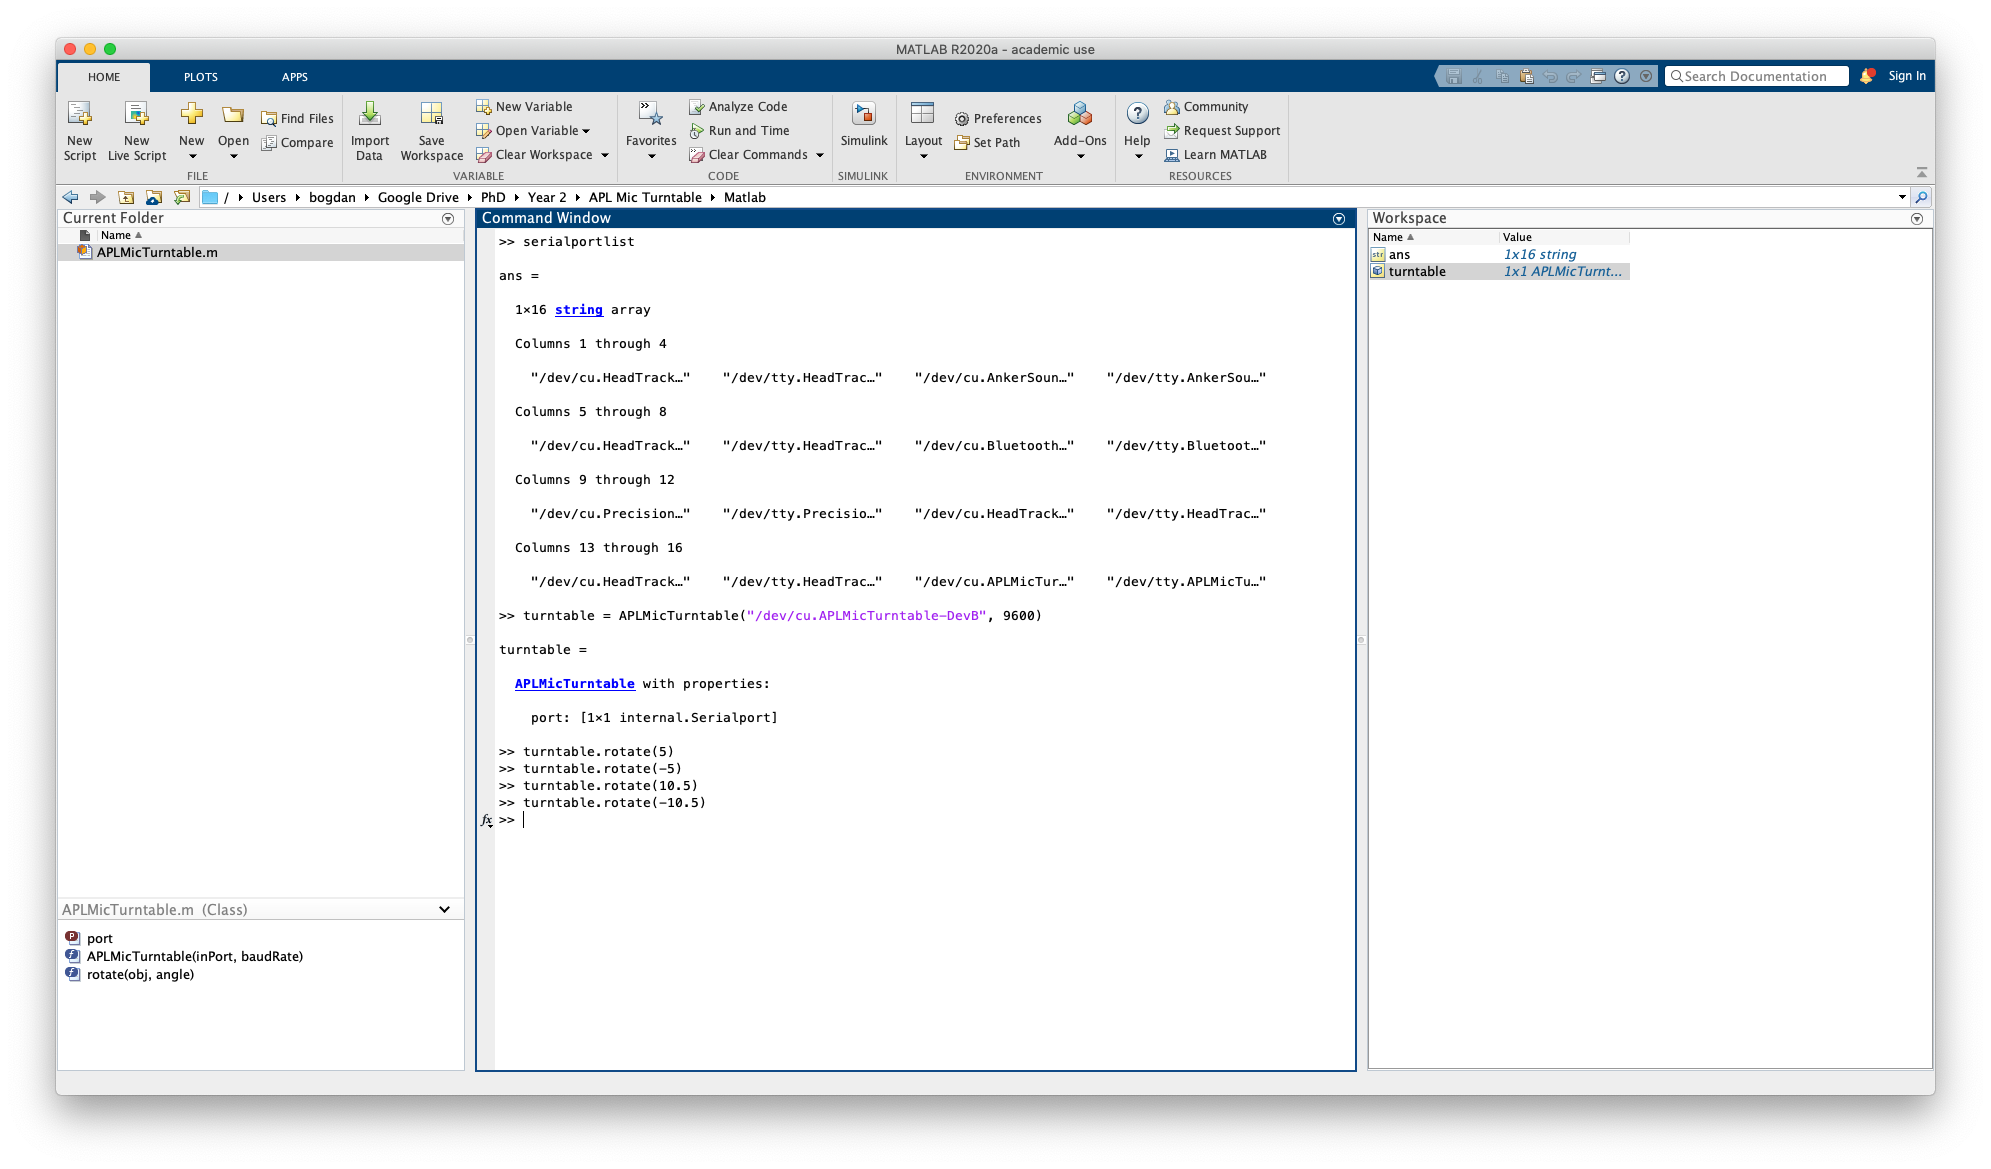 MATLAB R2020a - academic use
HOME PLOTS APPS
Search Documentation Sign In
New Script
New Live Script
New
Open
Find Files
Compare
FILE
Import Data
Save Workspace
New Variable
Open Variable
Clear Workspace
VARIABLE
Favorites
Analyze Code
Run and Time
Clear Commands
CODE
Simulink
SIMULINK
Layout
Preferences
Set Path
Add-Ons
ENVIRONMENT
Help
Community
Request Support
Learn MATLAB
RESOURCES
/ Users bogdan Google Drive PhD Year 2 APL Mic Turntable Matlab
Current Folder
Name
APLMicTurntable.m
APLMicTurntable.m (Class)
port
APLMicTurntable(inPort, baudRate)
rotate(obj, angle)
Command Window
>> serialportlist
ans =
1×16 string array
Columns 1 through 4
"/dev/cu.HeadTrack…" "/dev/tty.HeadTrac…" "/dev/cu.AnkerSoun…" "/dev/tty.AnkerSou…"
Columns 5 through 8
"/dev/cu.HeadTrack…" "/dev/tty.HeadTrac…" "/dev/cu.Bluetooth…" "/dev/tty.Bluetoot…"
Columns 9 through 12
"/dev/cu.Precision…" "/dev/tty.Precisio…" "/dev/cu.HeadTrack…" "/dev/tty.HeadTrac…"
Columns 13 through 16
"/dev/cu.HeadTrack…" "/dev/tty.HeadTrac…" "/dev/cu.APLMicTur…" "/dev/tty.APLMicTu…"
>> turntable = APLMicTurntable("/dev/cu.APLMicTurntable-DevB", 9600)
turntable =
APLMicTurntable with properties:
port: [1×1 internal.Serialport]
>> turntable.rotate(5)
>> turntable.rotate(-5)
>> turntable.rotate(10.5)
>> turntable.rotate(-10.5)
fx >>
Workspace
Name Value
ans 1x16 string
turntable 1x1 APLMicTurnt...